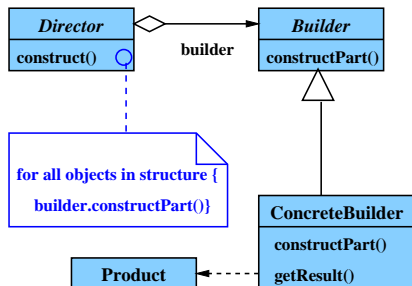 Director
construct()
builder
Builder
constructPart()
for all objects in structure {
builder.constructPart()}
ConcreteBuilder
constructPart()
getResult()
Product